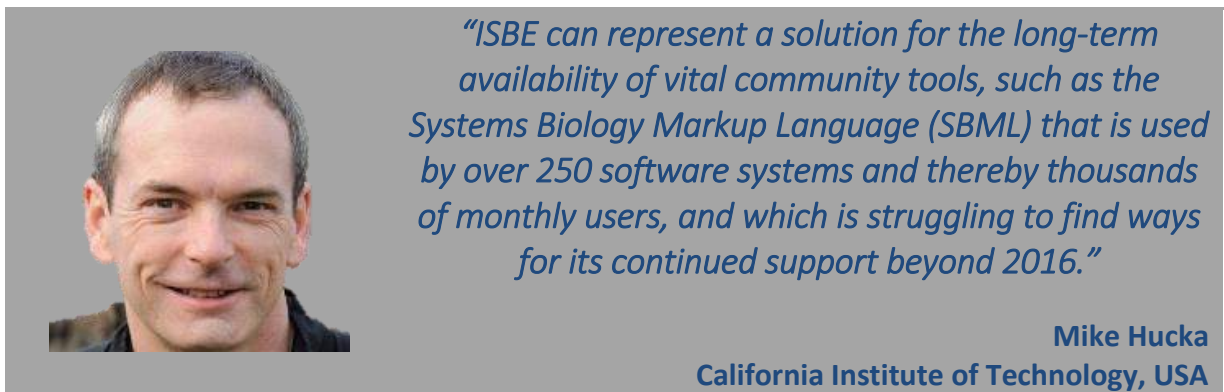 “ISBE can represent a solution for the long-term
availability of vital community tools, such as the
Systems Biology Markup Language (SBML) that is used
by over 250 software systems and thereby thousands
of monthly users, and which is struggling to find ways
for its continued support beyond 2016.”
Mike Hucka
California Institute of Technology, USA